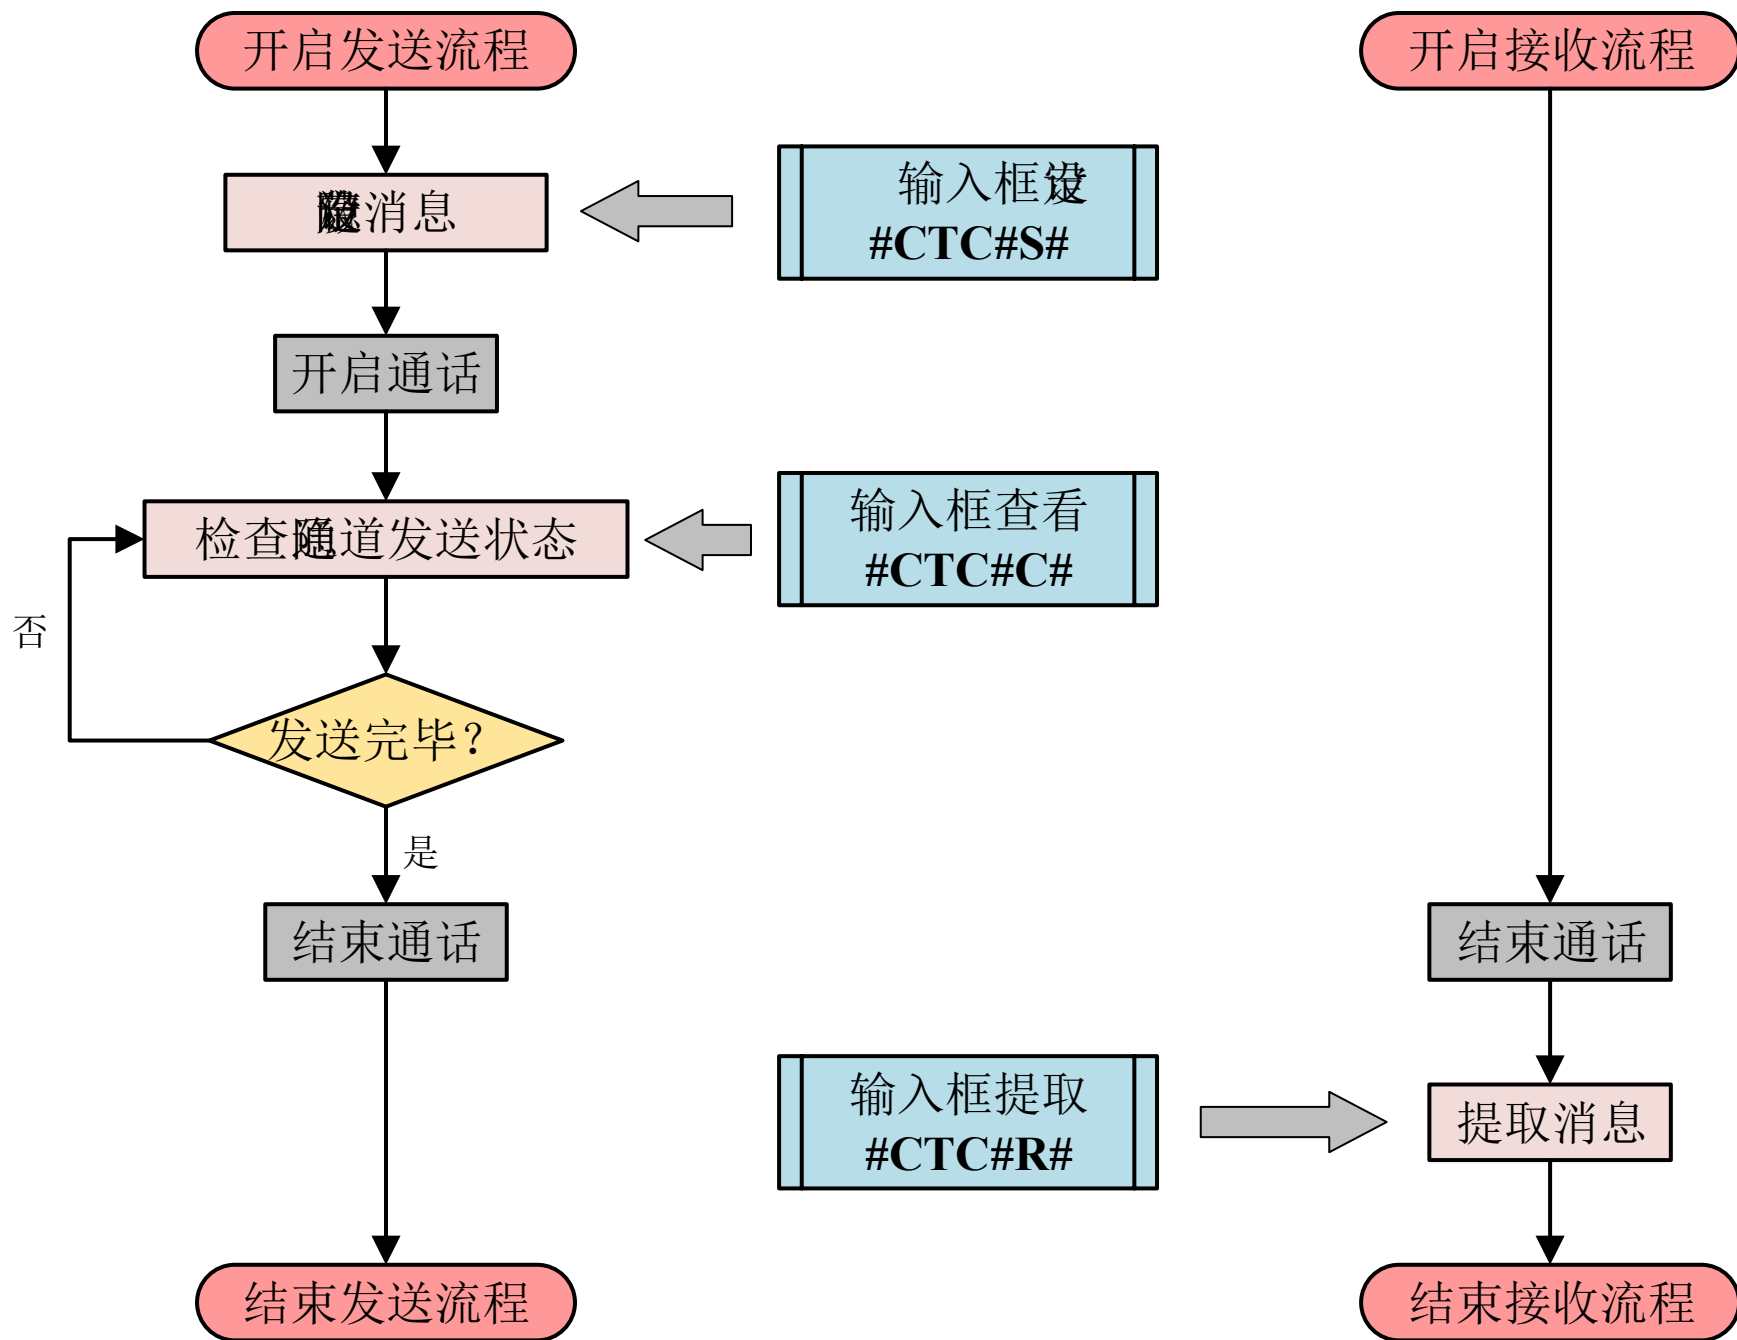 开启发送流程
开启接收流程
消息
输入框
#CTC#S#
开启通话
检查通道发送状态
输入框查看
#CTC#C#
否
发送完毕？
是
结束通话
结束通话
输入框提取
#CTC#R#
提取消息
结束发送流程
结束接收流程